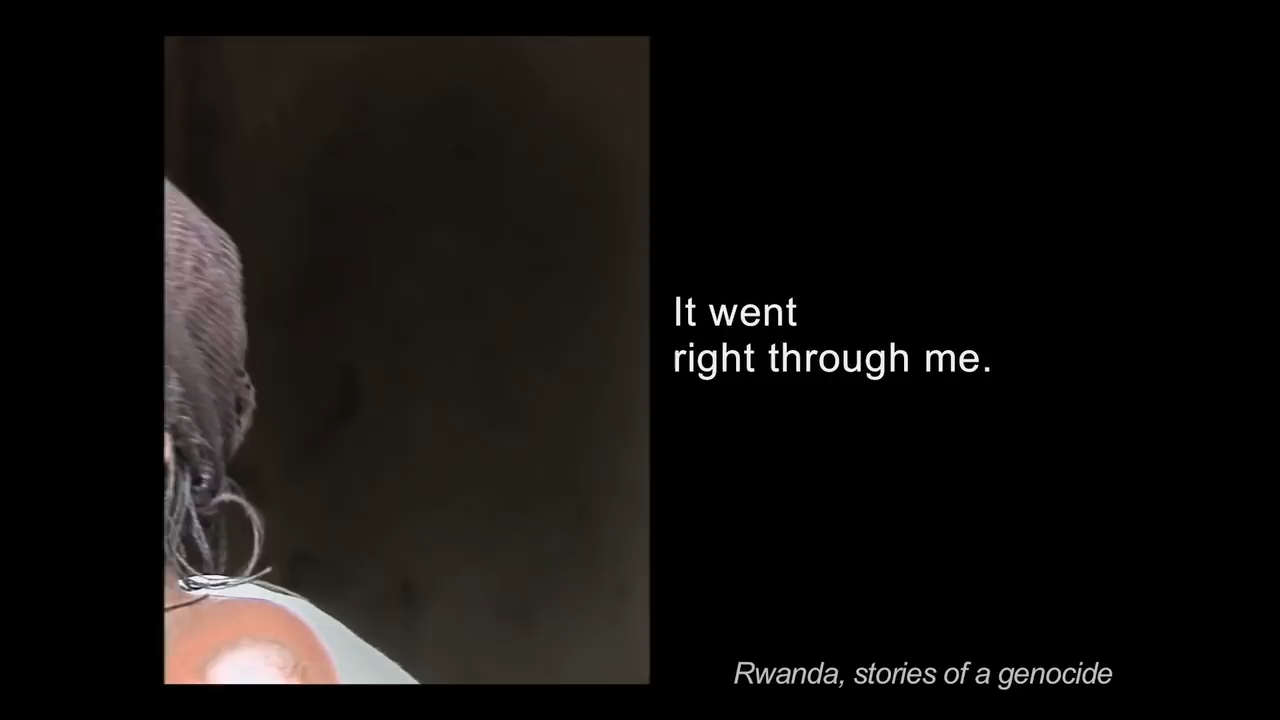 It went
right through me.
Rwanda, stories of a genocide